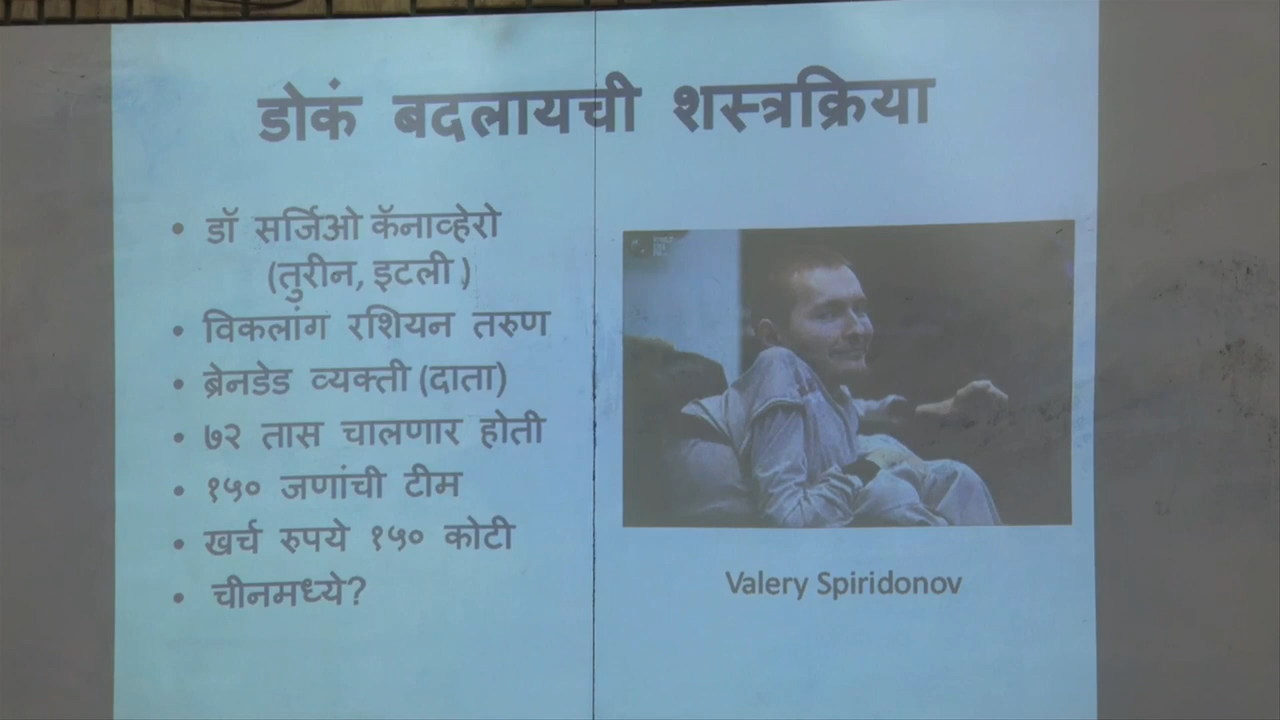 डोकं बदलायची शस्त्रक्रिया
• डॉ सर्जिओ कॅनाव्हेरो
(तुरीन, इटली )
• विकलांग रशियन तरुण
• ब्रेनडेड व्यक्ती (दाता)
• ७२ तास चालणार होती
• १५० जणांची टीम
• खर्च रुपये १५० कोटी
• चीनमध्ये?
Valery Spiridonov